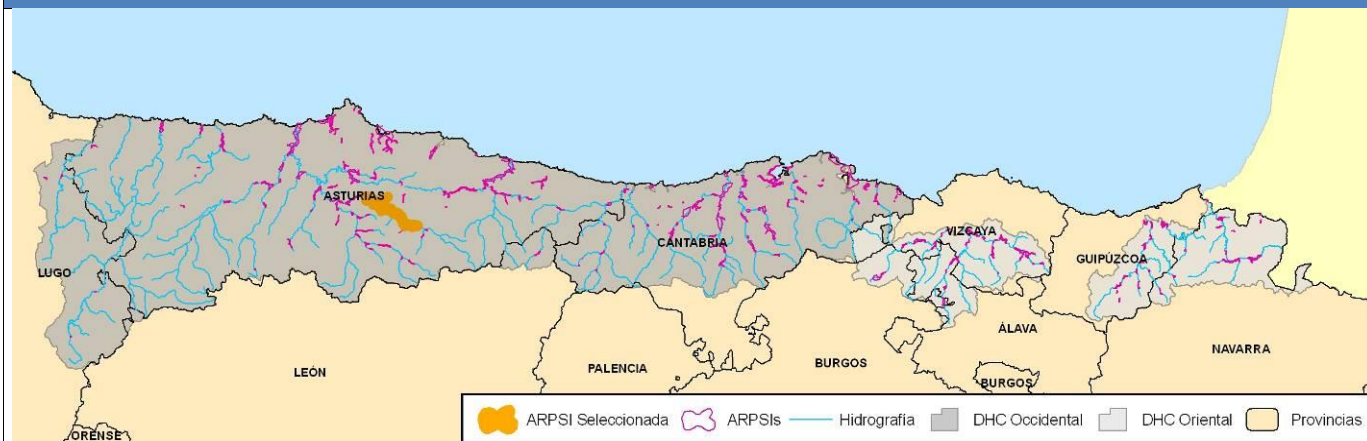 ASTURIAS
VIZCAYA
CANTABRIA
GUIPÚZCOA
LUGO
ÁLAVA
NAVARRA
LEÓN
PALENCIA
BURGOS
BURGOS
ORENSE
ARPSI Seleccionada ARPSIs Hidrografía DHC Occidental DHC Oriental Provincias